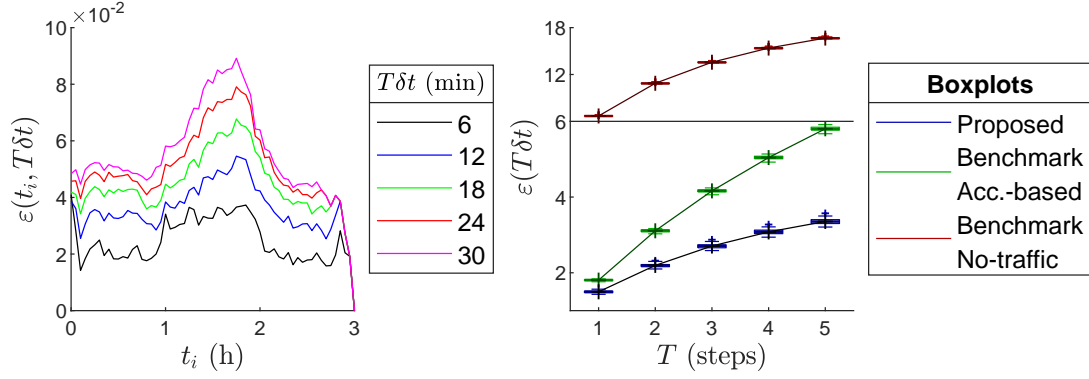 ×10⁻²
10
8
6
4
2
0
ε(tᵢ, Tδt)
0
1
2
3
tᵢ (h)
Tδt (min)
6
12
18
24
30
18
12
6
4
2
ε(Tδt)
1
2
3
4
5
T (steps)
Boxplots
Proposed
Benchmark
Acc.-based
Benchmark
No-traffic